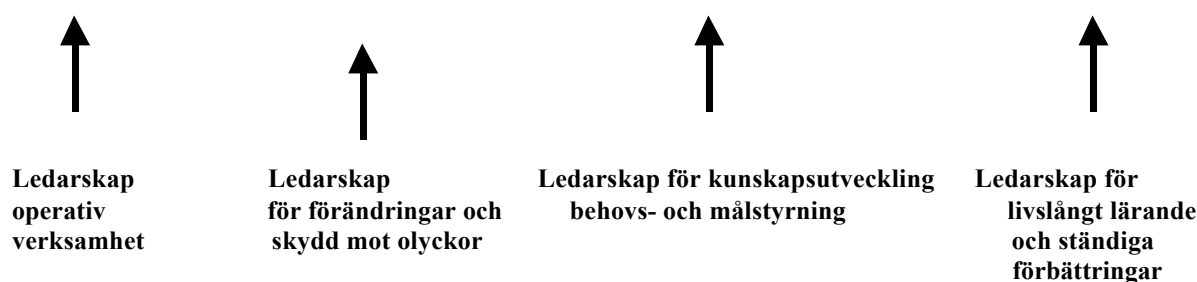 Ledarskap
operativ
verksamhet
Ledarskap
för förändringar och
skydd mot olyckor
Ledarskap för kunskapsutveckling
behovs- och målstyrning
Ledarskap för
livslångt lärande
och ständiga
förbättringar